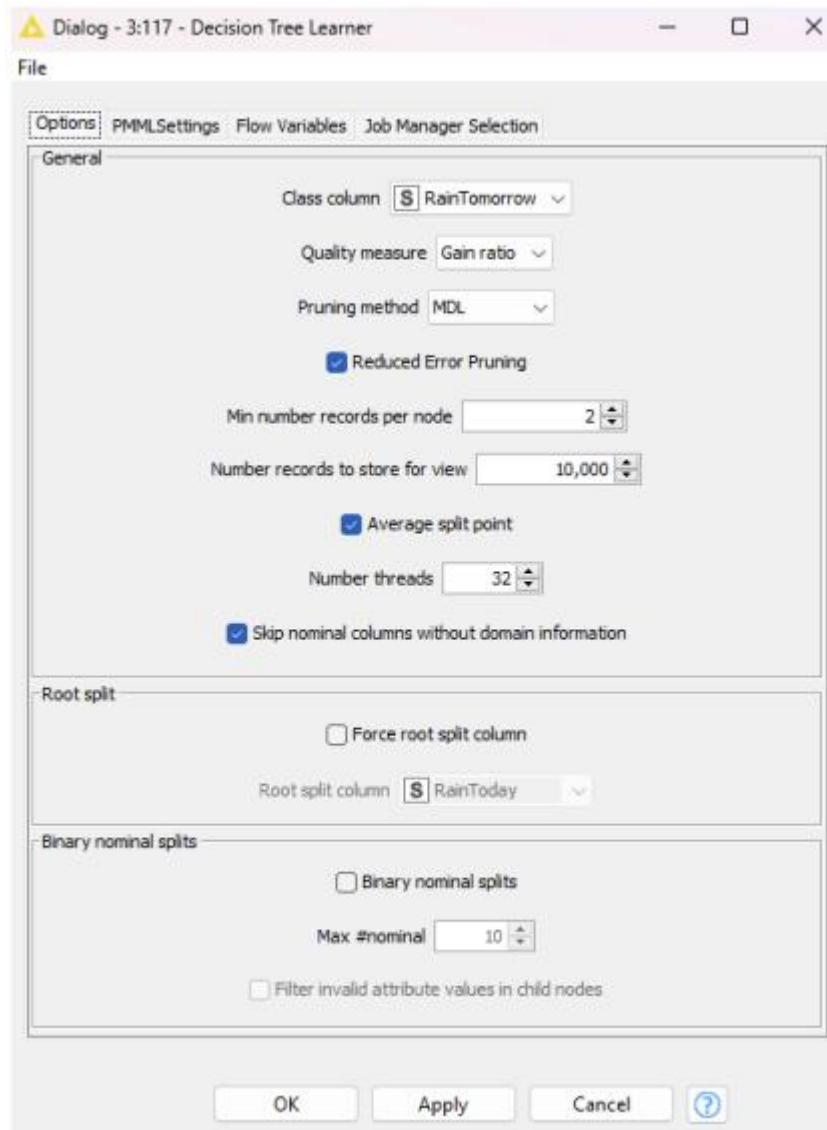 Dialog - 3:117 - Decision Tree Learner
File
Options PMMLSettings Flow Variables Job Manager Selection
General
Class column S RainTomorrow
Quality measure Gain ratio
Pruning method MDL
Reduced Error Pruning
Min number records per node 2
Number records to store for view 10,000
Average split point
Number threads 32
Skip nominal columns without domain information
Root split
Force root split column
Root split column S RainToday
Binary nominal splits
Binary nominal splits
Max #nominal 10
Filter invalid attribute values in child nodes
OK Apply Cancel ?